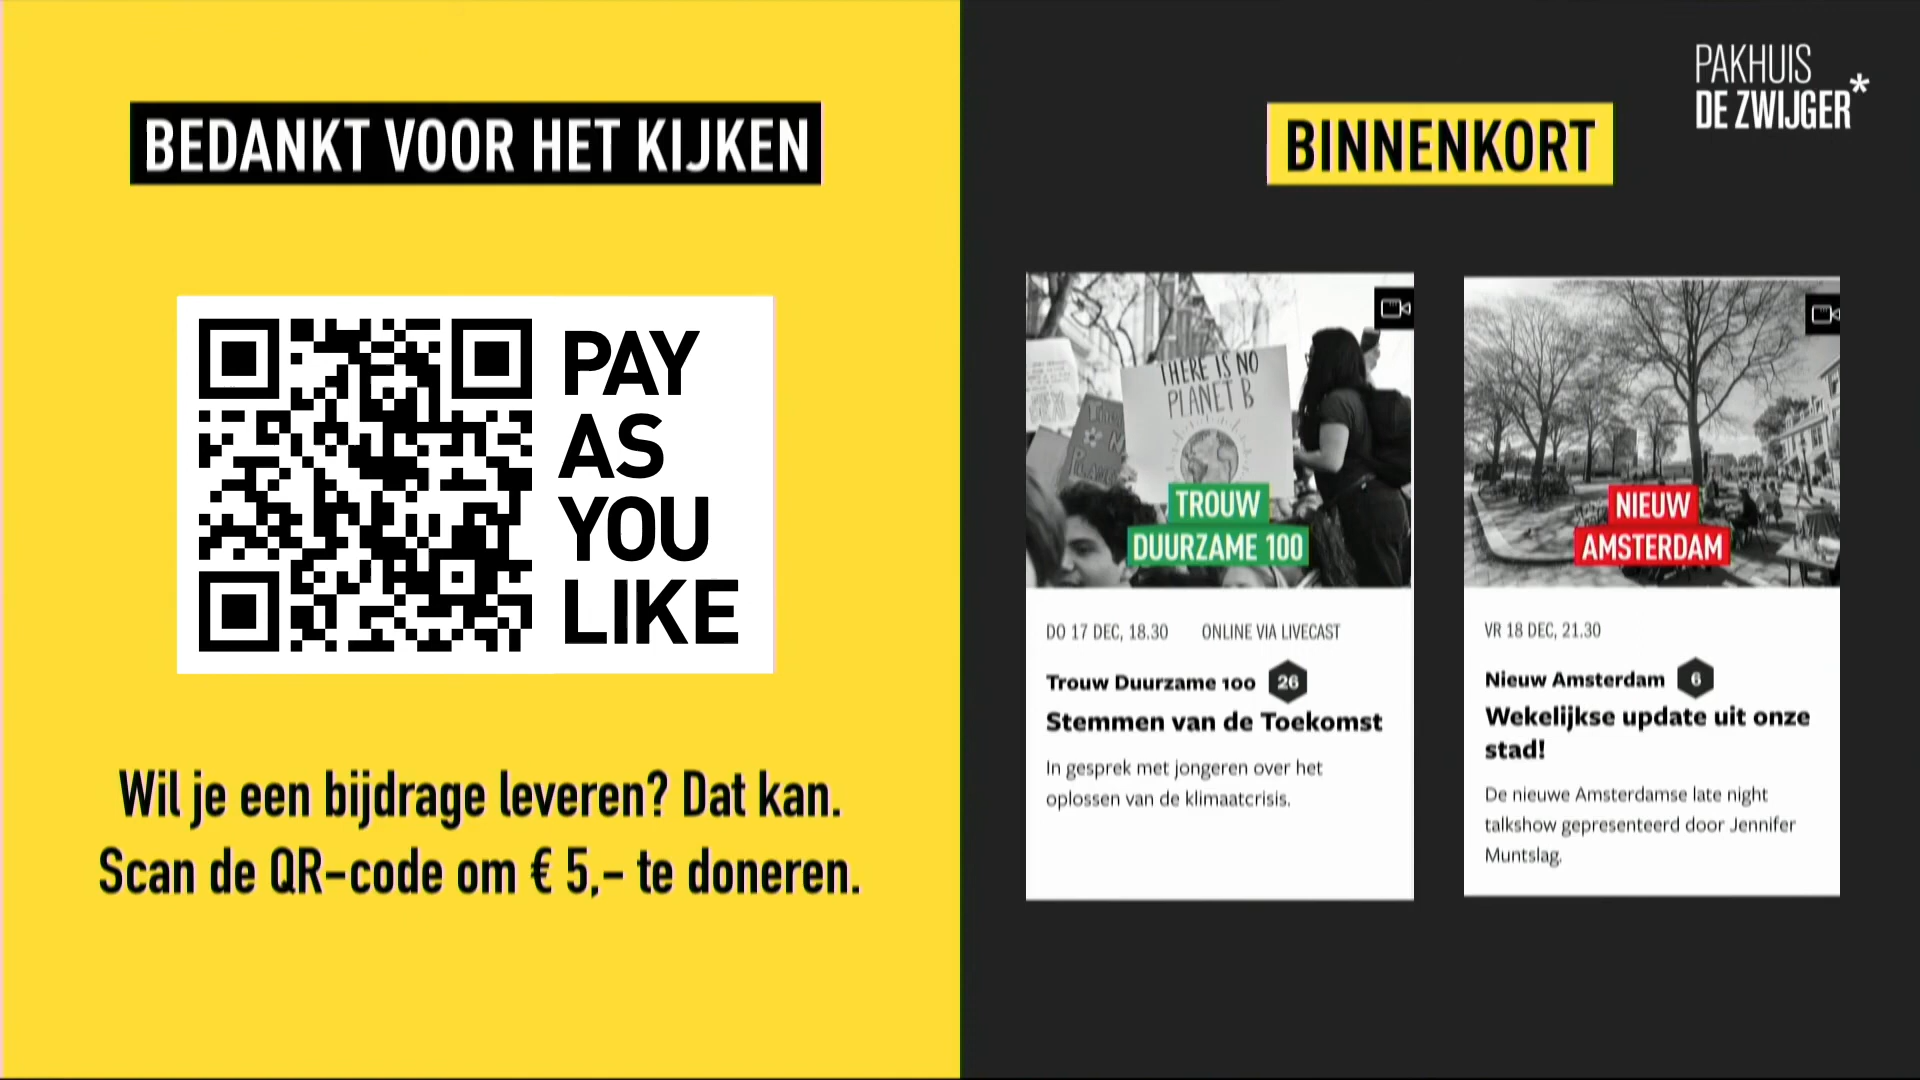 BEDANKT VOOR HET KIJKEN
PAY
AS
YOU
LIKE
Wil je een bijdrage leveren? Dat kan.
Scan de QR-code om € 5,- te doneren.
PAKHUIS
DE ZWIJGER*
BINNENKORT
THERE IS NO
PLANET B
TROUW
DUURZAME 100
DO 17 DEC, 18.30 ONLINE VIA LIVECAST
Trouw Duurzame 100 26
Stemmen van de Toekomst
In gesprek met jongeren over het
oplossen van de klimaatcrisis.
NIEUW
AMSTERDAM
VR 18 DEC, 21.30
Nieuw Amsterdam 6
Wekelijkse update uit onze
stad!
De nieuwe Amsterdamse late night
talkshow gepresenteerd door Jennifer
Muntslag.